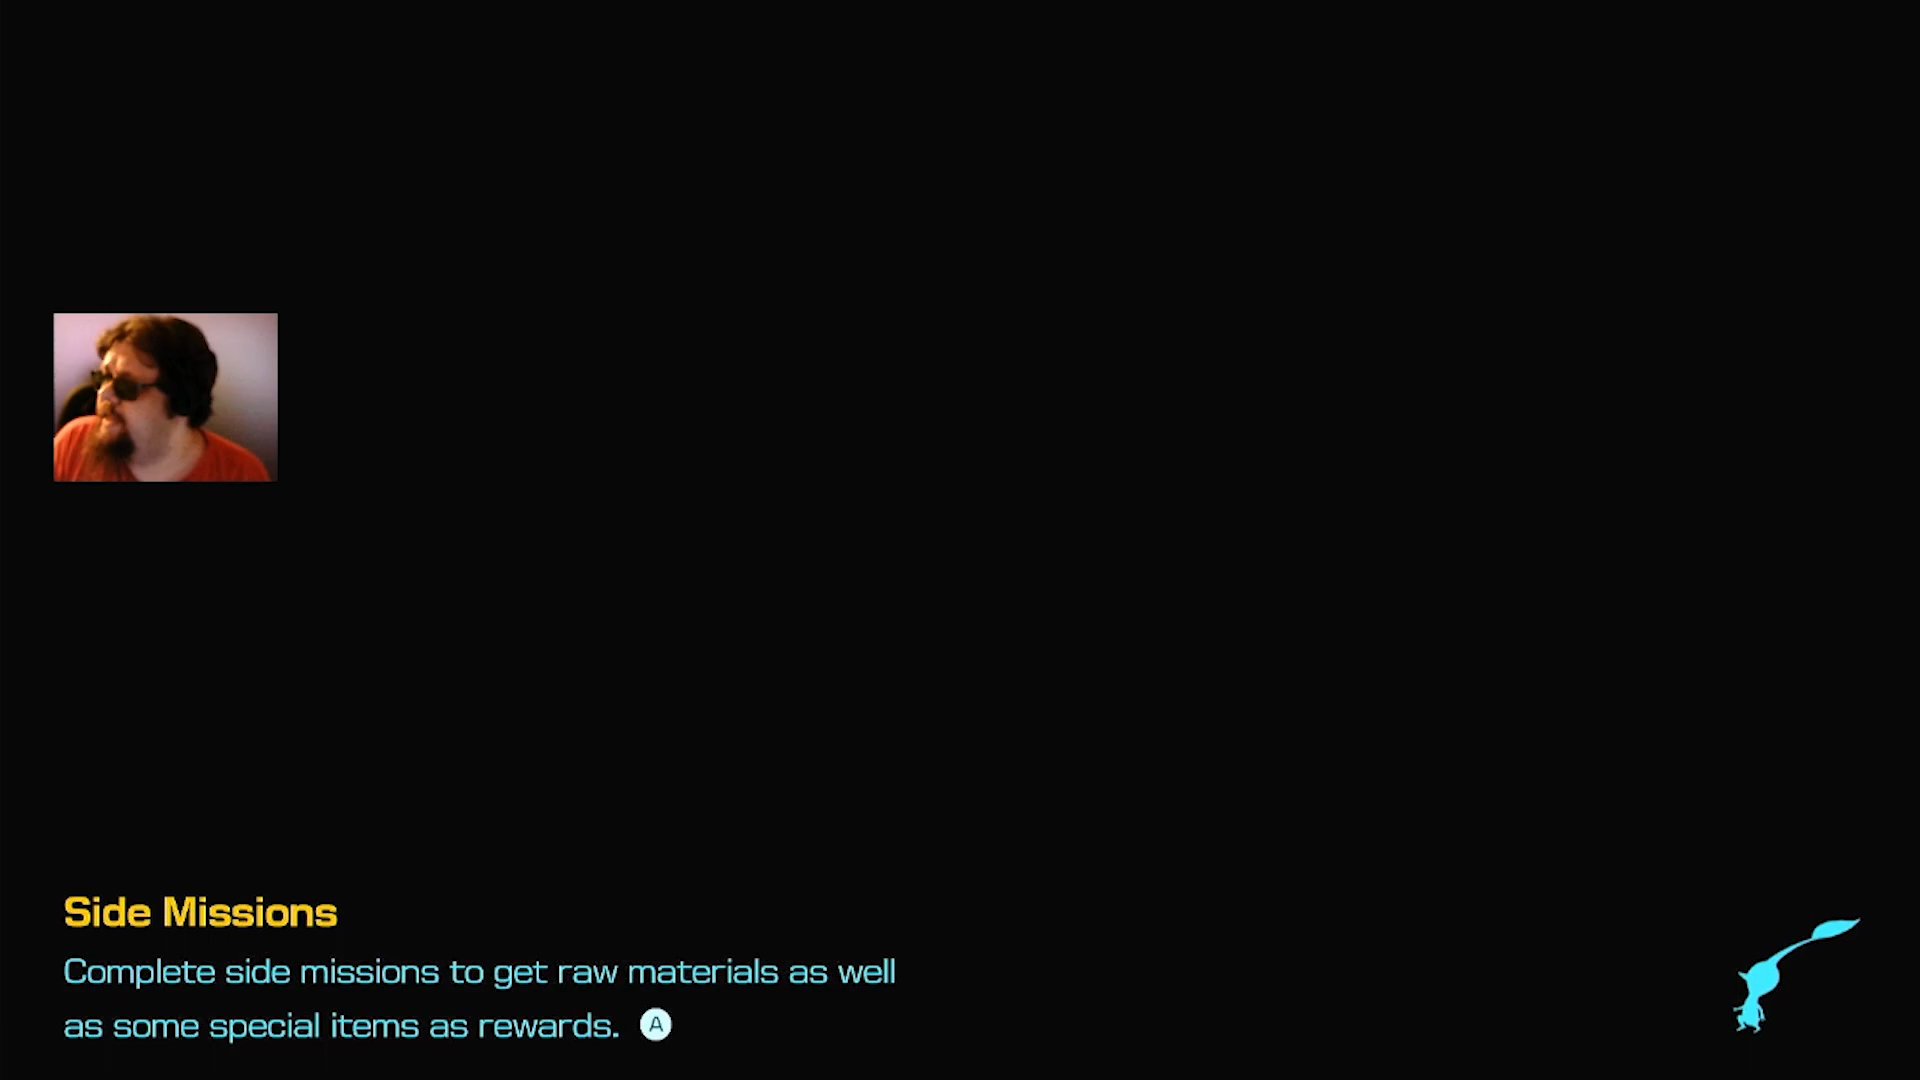 Side Missions
Complete side missions to get raw materials as well
as some special items as rewards. A